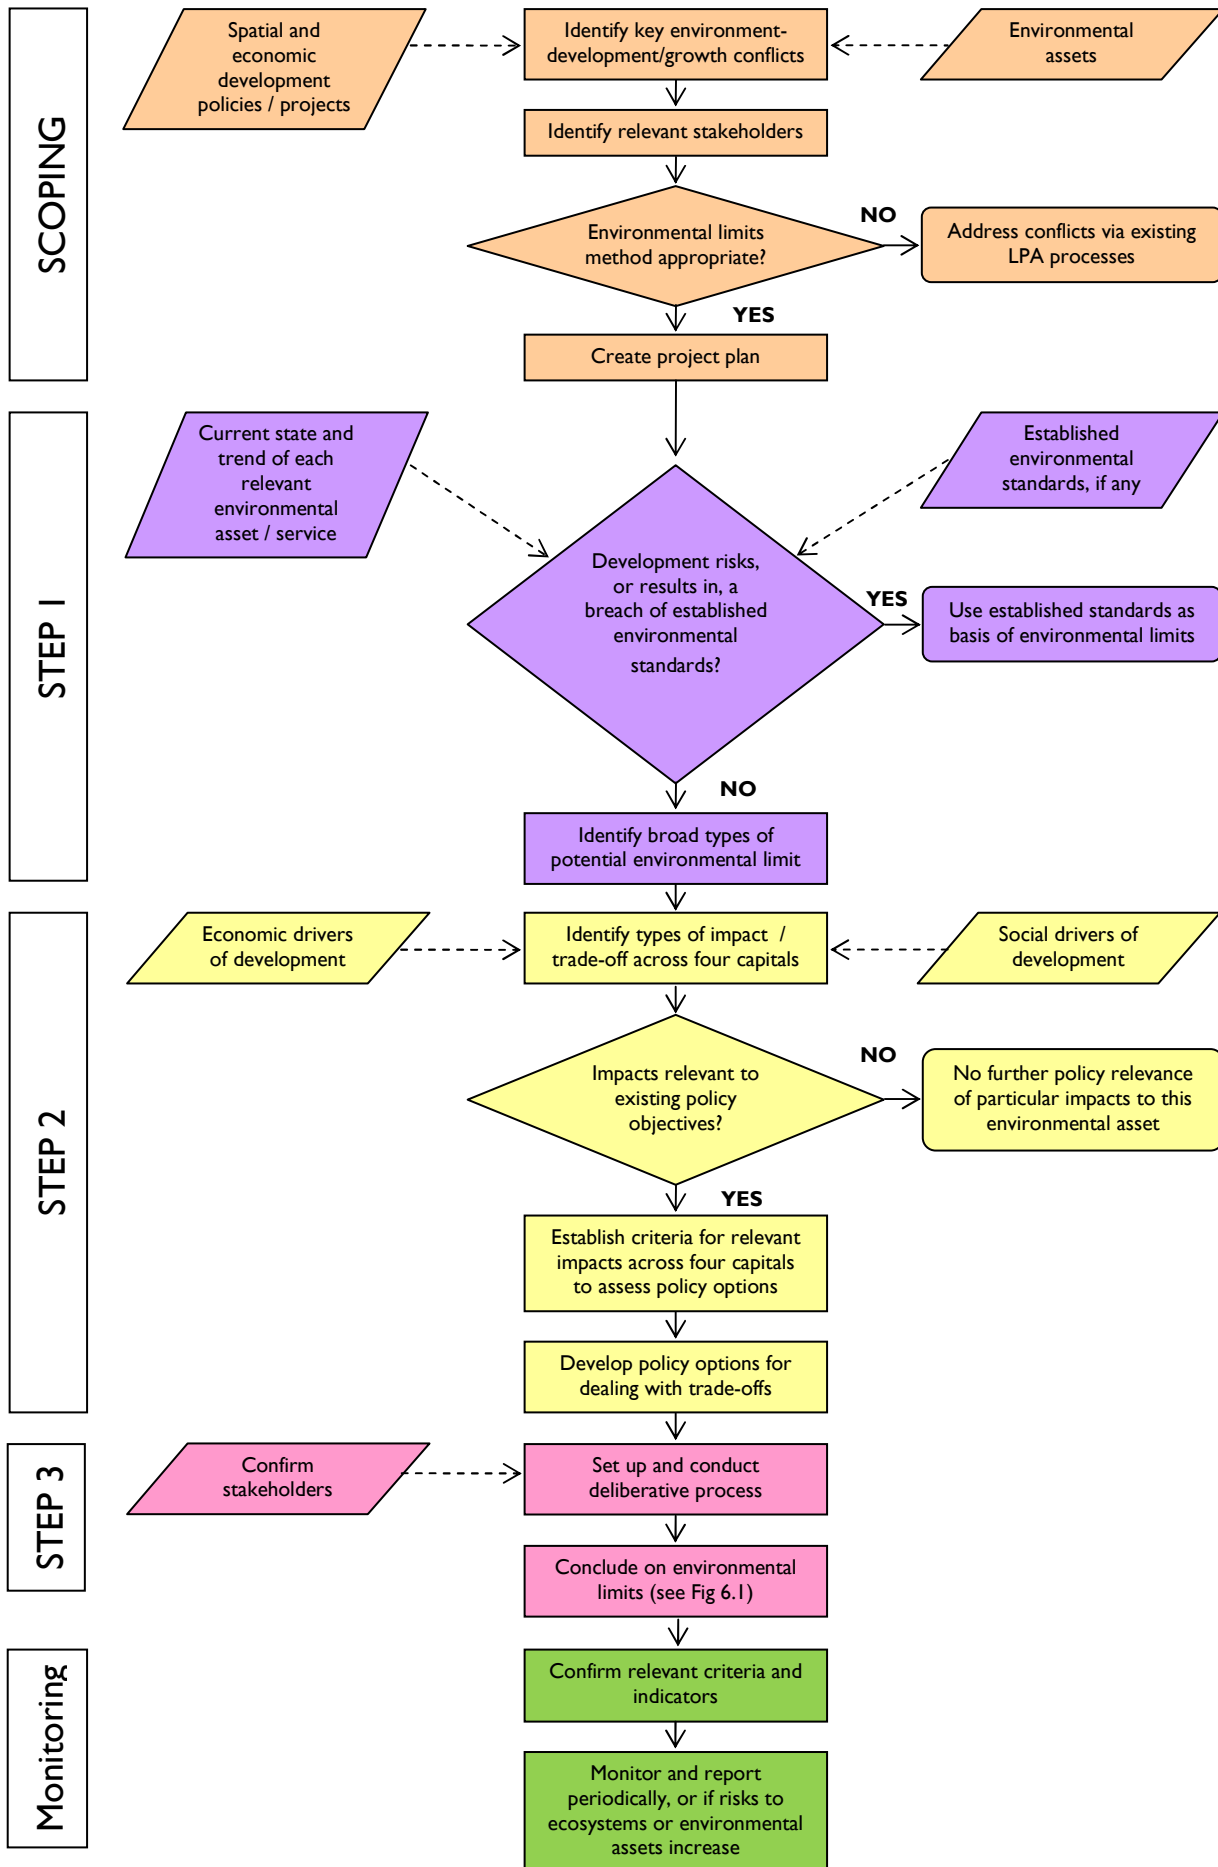 SCOPING
Spatial and
economic
development
policies / projects
Identify key environment-
development/growth conflicts
Environmental
assets
Identify relevant stakeholders
Environmental limits
method appropriate?
NO
Address conflicts via existing
LPA processes
YES
Create project plan
STEP 1
Current state and
trend of each
relevant
environmental
asset / service
Established
environmental
standards, if any
Development risks,
or results in, a
breach of established
environmental
standards?
YES
Use established standards as
basis of environmental limits
NO
Identify broad types of
potential environmental limit
STEP 2
Economic drivers
of development
Identify types of impact /
trade-off across four capitals
Social drivers of
development
Impacts relevant to
existing policy
objectives?
NO
No further policy relevance
of particular impacts to this
environmental asset
YES
Establish criteria for relevant
impacts across four capitals
to assess policy options
Develop policy options for
dealing with trade-offs
STEP 3
Confirm
stakeholders
Set up and conduct
deliberative process
Conclude on environmental
limits (see Fig 6.1)
Monitoring
Confirm relevant criteria and
indicators
Monitor and report
periodically, or if risks to
ecosystems or environmental
assets increase